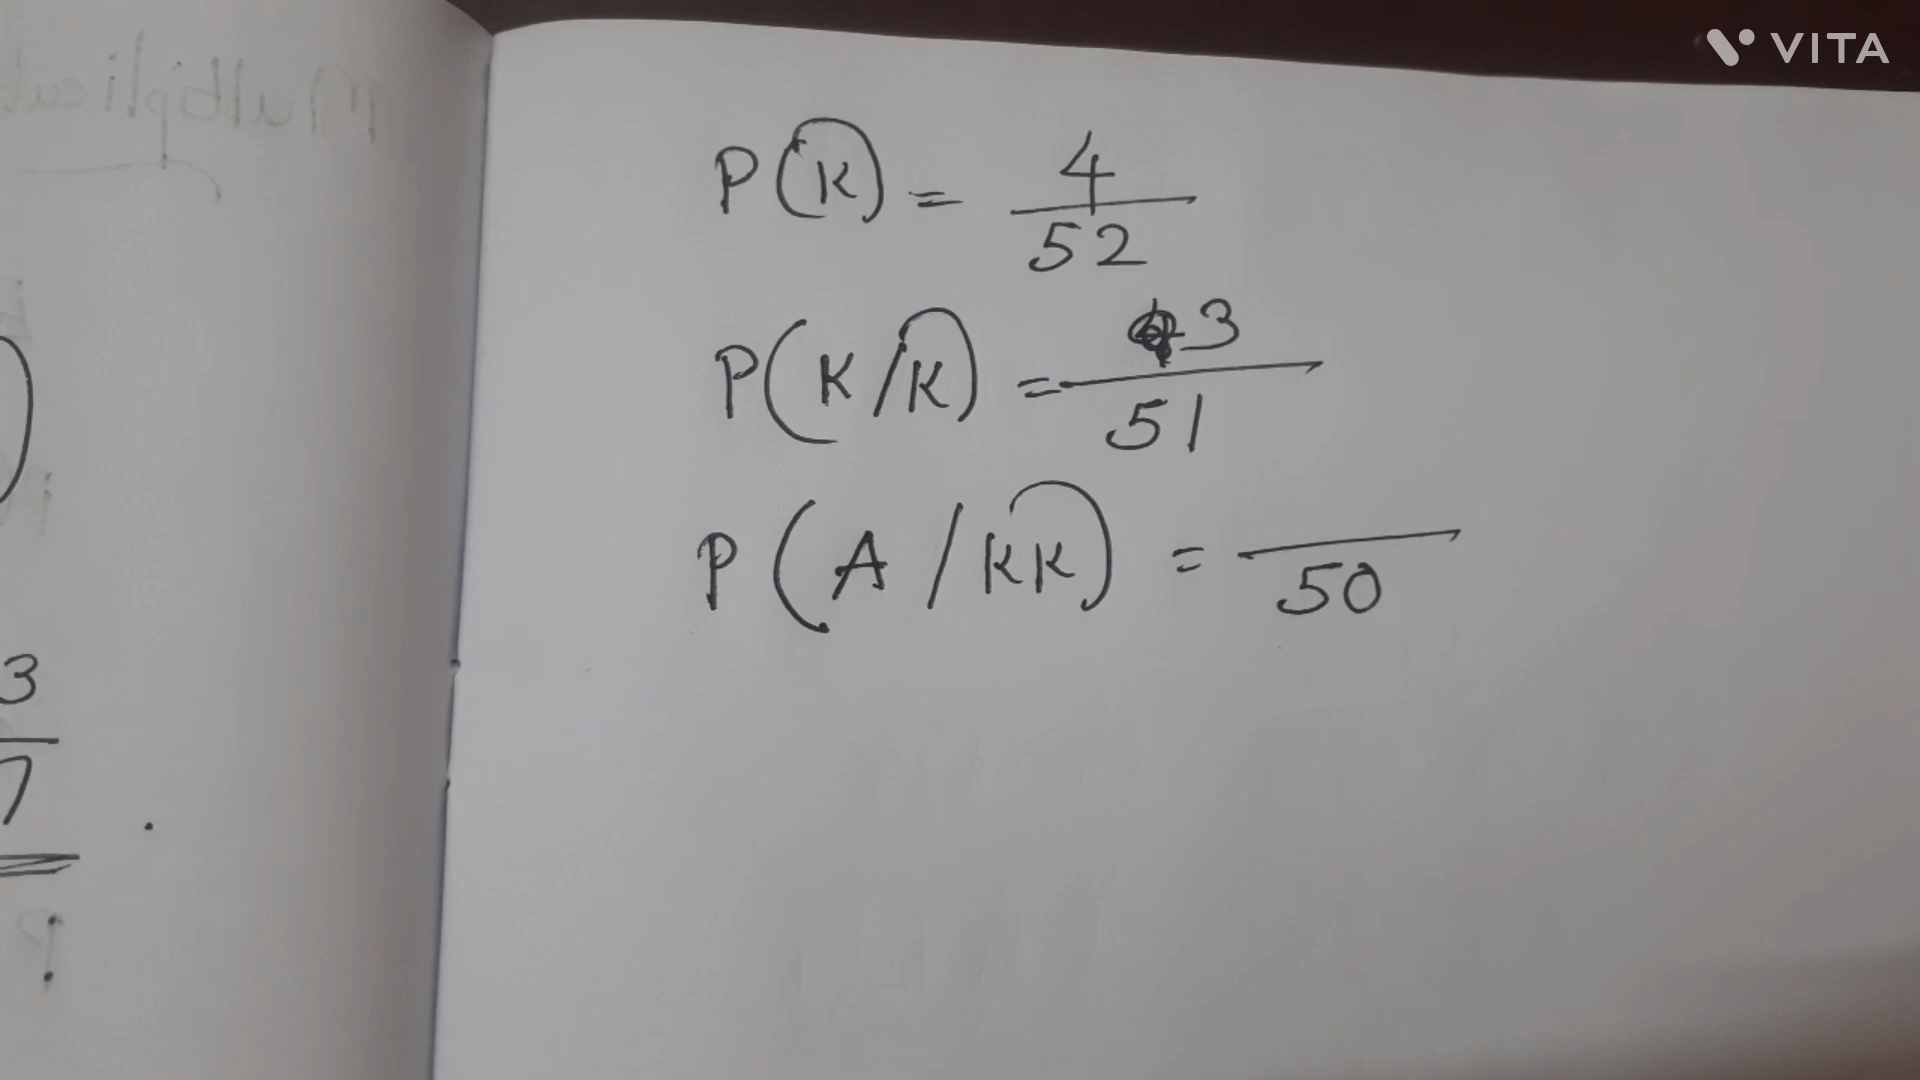 VITA
P(K) = 4/52
P(K/K) = 3/51
P(A/KK) = /50
3
7